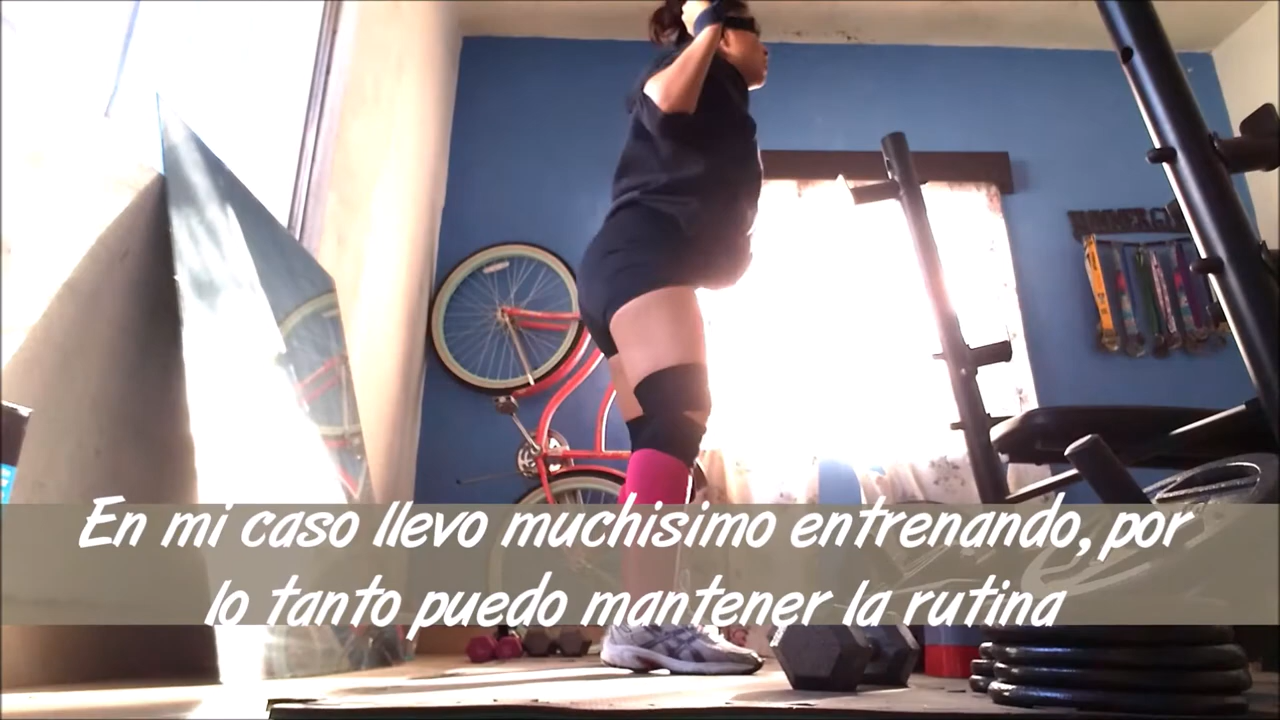 En mi caso llevo muchisimo entrenando, por
lo tanto puedo mantener la rutina